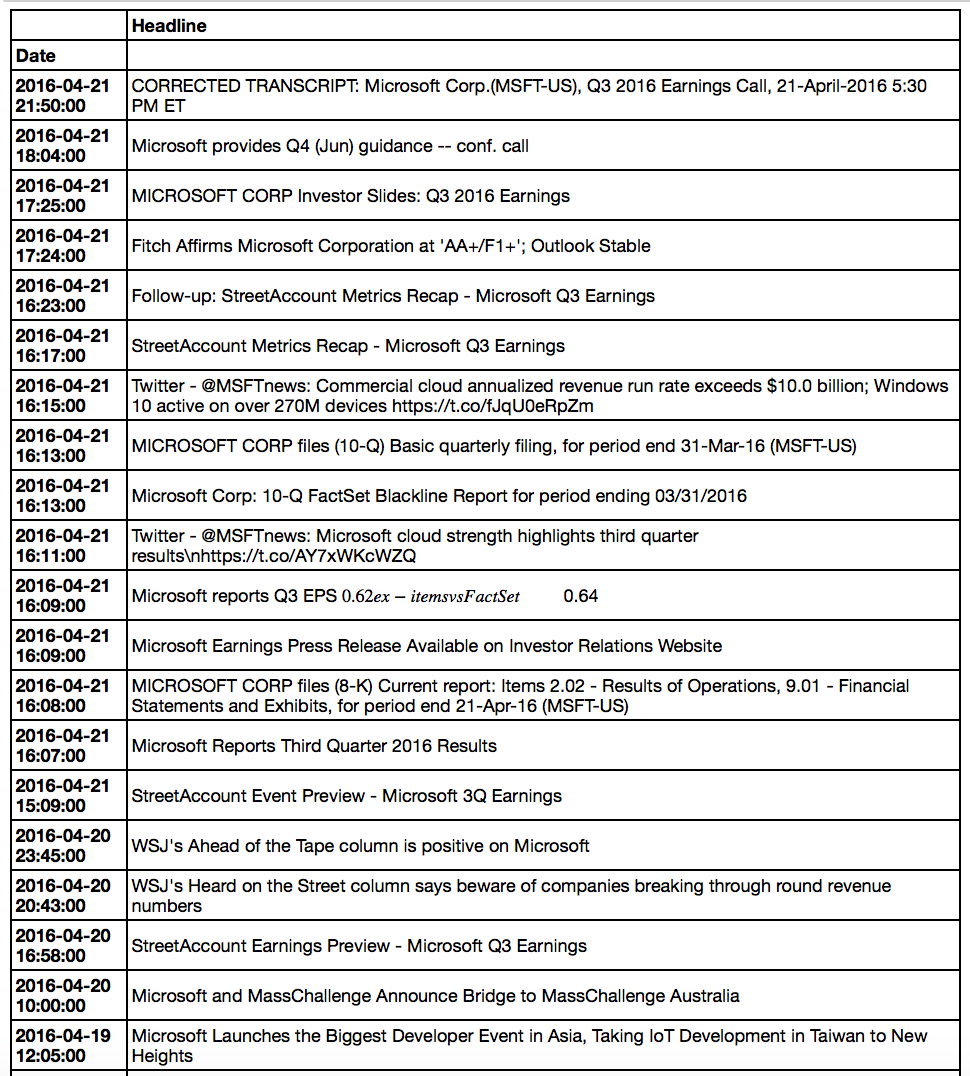 Headline
Date
2016-04-21
21:50:00
CORRECTED TRANSCRIPT: Microsoft Corp.(MSFT-US), Q3 2016 Earnings Call, 21-April-2016 5:30
PM ET
2016-04-21
18:04:00
Microsoft provides Q4 (Jun) guidance -- conf. call
2016-04-21
17:25:00
MICROSOFT CORP Investor Slides: Q3 2016 Earnings
2016-04-21
17:24:00
Fitch Affirms Microsoft Corporation at 'AA+/F1+'; Outlook Stable
2016-04-21
16:23:00
Follow-up: StreetAccount Metrics Recap - Microsoft Q3 Earnings
2016-04-21
16:17:00
StreetAccount Metrics Recap - Microsoft Q3 Earnings
2016-04-21
16:15:00
Twitter - @MSFTnews: Commercial cloud annualized revenue run rate exceeds $10.0 billion; Windows
10 active on over 270M devices https://t.co/fJqU0eRpZm
2016-04-21
16:13:00
MICROSOFT CORP files (10-Q) Basic quarterly filing, for period end 31-Mar-16 (MSFT-US)
2016-04-21
16:13:00
Microsoft Corp: 10-Q FactSet Blackline Report for period ending 03/31/2016
2016-04-21
16:11:00
Twitter - @MSFTnews: Microsoft cloud strength highlights third quarter
results\nhttps://t.co/AY7xWKcWZQ
2016-04-21
16:09:00
Microsoft reports Q3 EPS 0.62ex – itemsvsFactSet 0.64
2016-04-21
16:09:00
Microsoft Earnings Press Release Available on Investor Relations Website
2016-04-21
16:08:00
MICROSOFT CORP files (8-K) Current report: Items 2.02 - Results of Operations, 9.01 - Financial
Statements and Exhibits, for period end 21-Apr-16 (MSFT-US)
2016-04-21
16:07:00
Microsoft Reports Third Quarter 2016 Results
2016-04-21
15:09:00
StreetAccount Event Preview - Microsoft 3Q Earnings
2016-04-20
23:45:00
WSJ's Ahead of the Tape column is positive on Microsoft
2016-04-20
20:43:00
WSJ's Heard on the Street column says beware of companies breaking through round revenue
numbers
2016-04-20
16:58:00
StreetAccount Earnings Preview - Microsoft Q3 Earnings
2016-04-20
10:00:00
Microsoft and MassChallenge Announce Bridge to MassChallenge Australia
2016-04-19
12:05:00
Microsoft Launches the Biggest Developer Event in Asia, Taking IoT Development in Taiwan to New
Heights